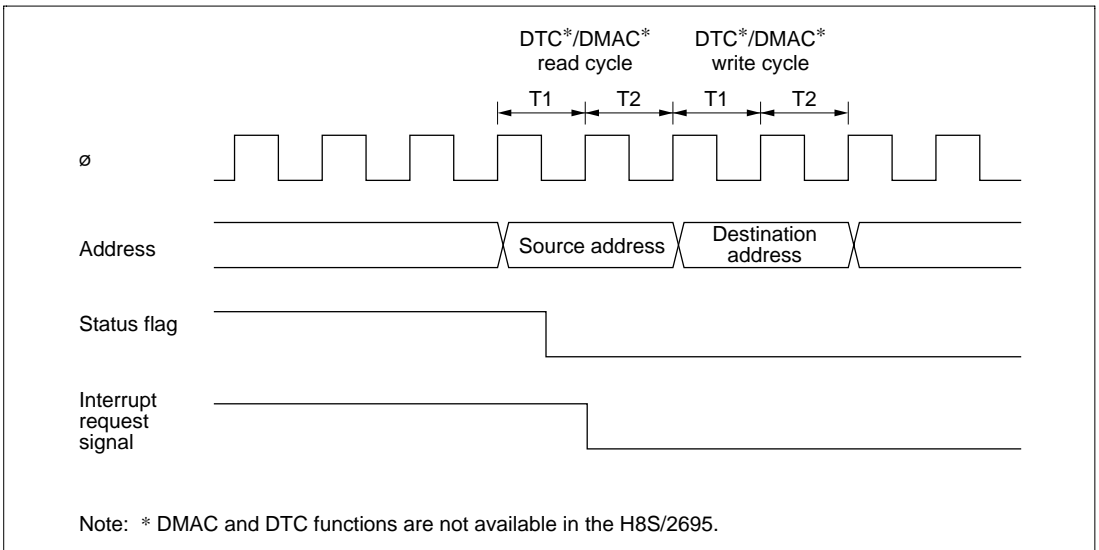 DTC*/DMAC* DTC*/DMAC*
read cycle write cycle
T1 T2 T1 T2
ø
Address
Source address
Destination
address
Status flag
Interrupt
request
signal
Note: * DMAC and DTC functions are not available in the H8S/2695.